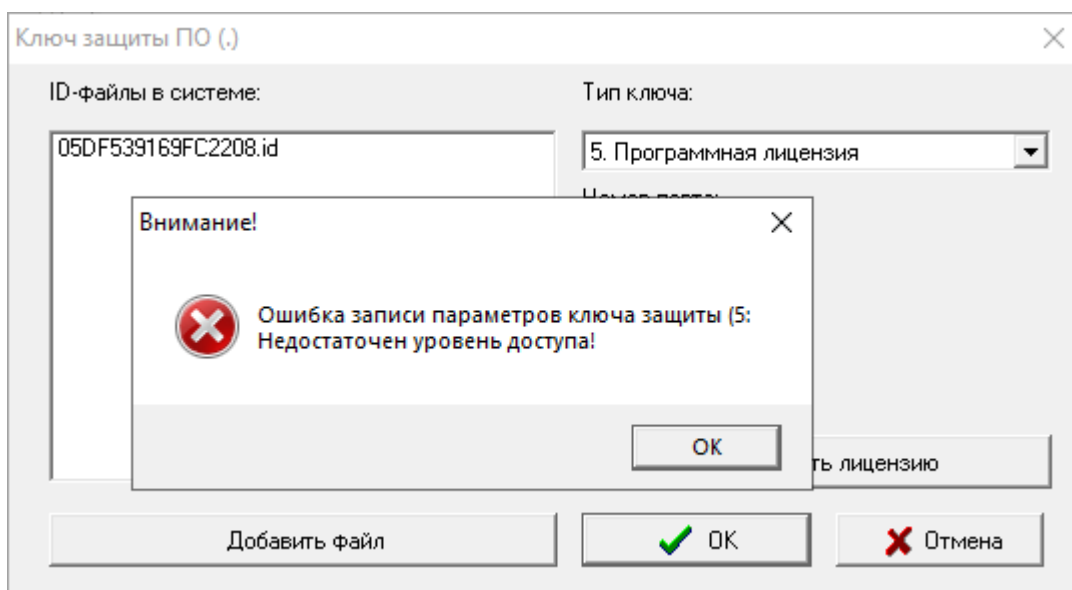 Ключ защиты ПО (.)
ID-файлы в системе:
Тип ключа:
05DF539169FC2208.id
5. Программная лицензия
Внимание!
Ошибка записи параметров ключа защиты (5:
Недостаточен уровень доступа!
OK
лицензию
Добавить файл
OK
Отмена